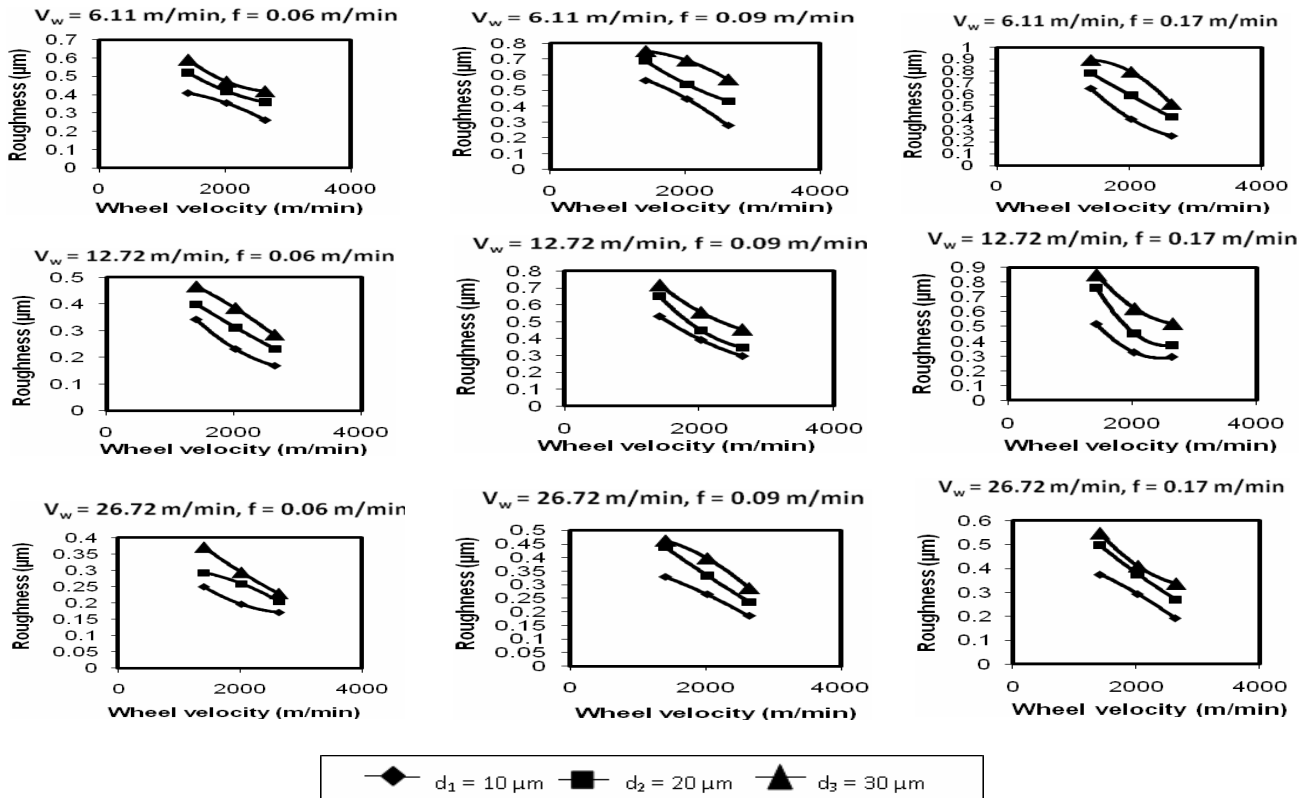 V_w = 6.11 m/min, f = 0.06 m/min
Roughness (µm)
0.7
0.6
0.5
0.4
0.3
0.2
0.1
0
0 2000 4000
Wheel velocity (m/min)
V_w = 6.11 m/min, f = 0.09 m/min
Roughness (µm)
0.8
0.7
0.6
0.5
0.4
0.3
0.2
0.1
0
0 2000 4000
Wheel velocity (m/min)
V_w = 6.11 m/min, f = 0.17 m/min
Roughness (µm)
1
0.9
0.8
0.7
0.6
0.5
0.4
0.3
0.2
0.1
0
0 2000 4000
Wheel velocity (m/min)
V_w = 12.72 m/min, f = 0.06 m/min
Roughness (µm)
0.5
0.4
0.3
0.2
0.1
0
0 2000 4000
Wheel velocity (m/min)
V_w = 12.72 m/min, f = 0.09 m/min
Roughness (µm)
0.8
0.7
0.6
0.5
0.4
0.3
0.2
0.1
0
0 2000 4000
Wheel velocity (m/min)
V_w = 12.72 m/min, f = 0.17 m/min
Roughness (µm)
0.9
0.8
0.7
0.6
0.5
0.4
0.3
0.2
0.1
0
0 2000 4000
Wheel velocity (m/min)
V_w = 26.72 m/min, f = 0.06 m/min
Roughness (µm)
0.4
0.35
0.3
0.25
0.2
0.15
0.1
0.05
0
0 2000 4000
Wheel velocity (m/min)
V_w = 26.72 m/min, f = 0.09 m/min
Roughness (µm)
0.5
0.45
0.4
0.35
0.3
0.25
0.2
0.15
0.1
0.05
0
0 2000 4000
Wheel velocity (m/min)
V_w = 26.72 m/min, f = 0.17 m/min
Roughness (µm)
0.6
0.5
0.4
0.3
0.2
0.1
0
0 2000 4000
Wheel velocity (m/min)
d₁ = 10 µm d₂ = 20 µm d₃ = 30 µm